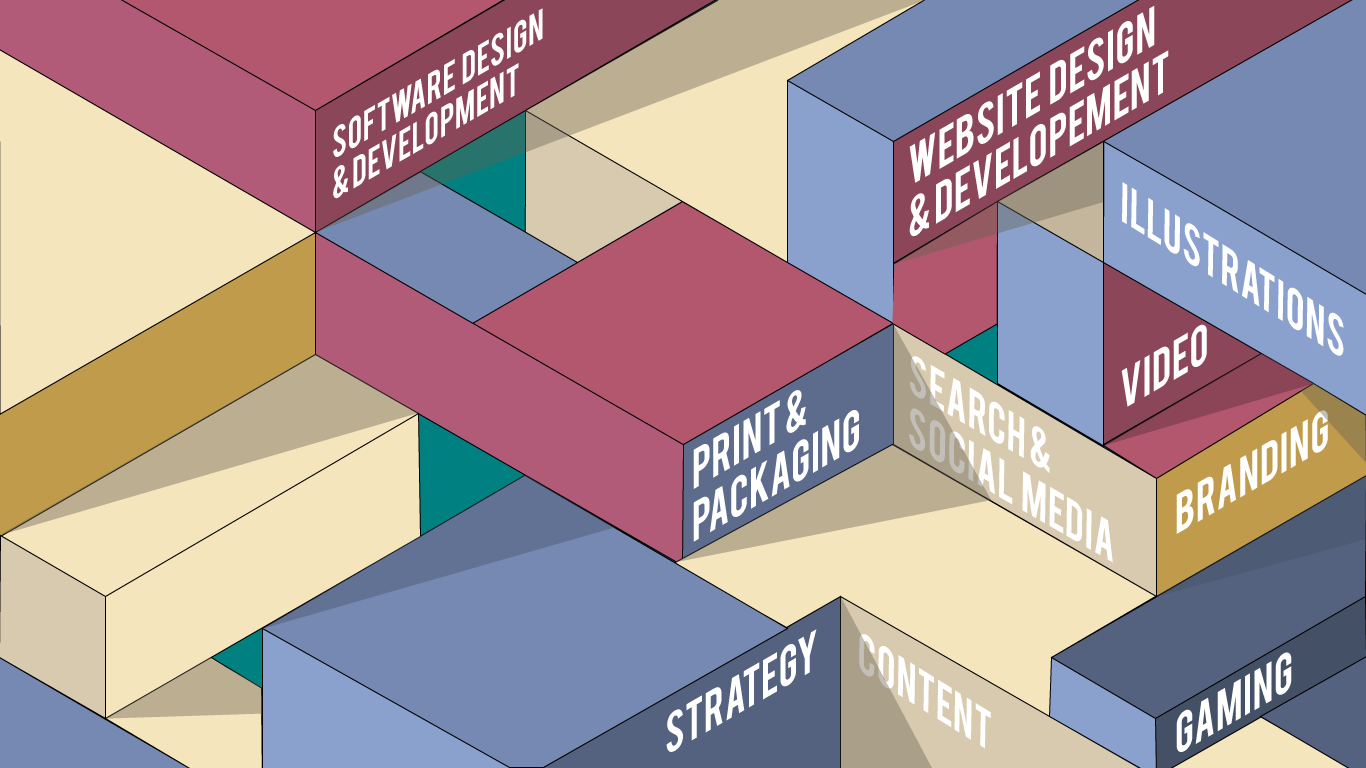 SOFTWARE DESIGN
& DEVELOPMENT
WEBSITE DESIGN
& DEVELOPEMENT
ILLUSTRATIONS
VIDEO
PRINT &
PACKAGING
SEARCH &
SOCIAL MEDIA
BRANDING
STRATEGY
CONTENT
GAMING